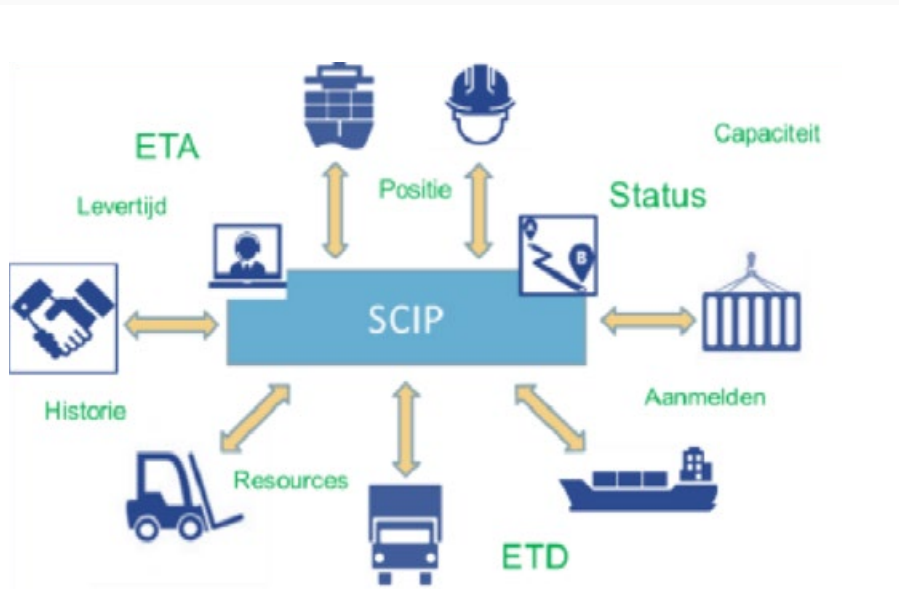 ETA
Capaciteit
Positie
Status
Levertijd
A
B
SCIP
Aanmelden
Historie
Resources
ETD